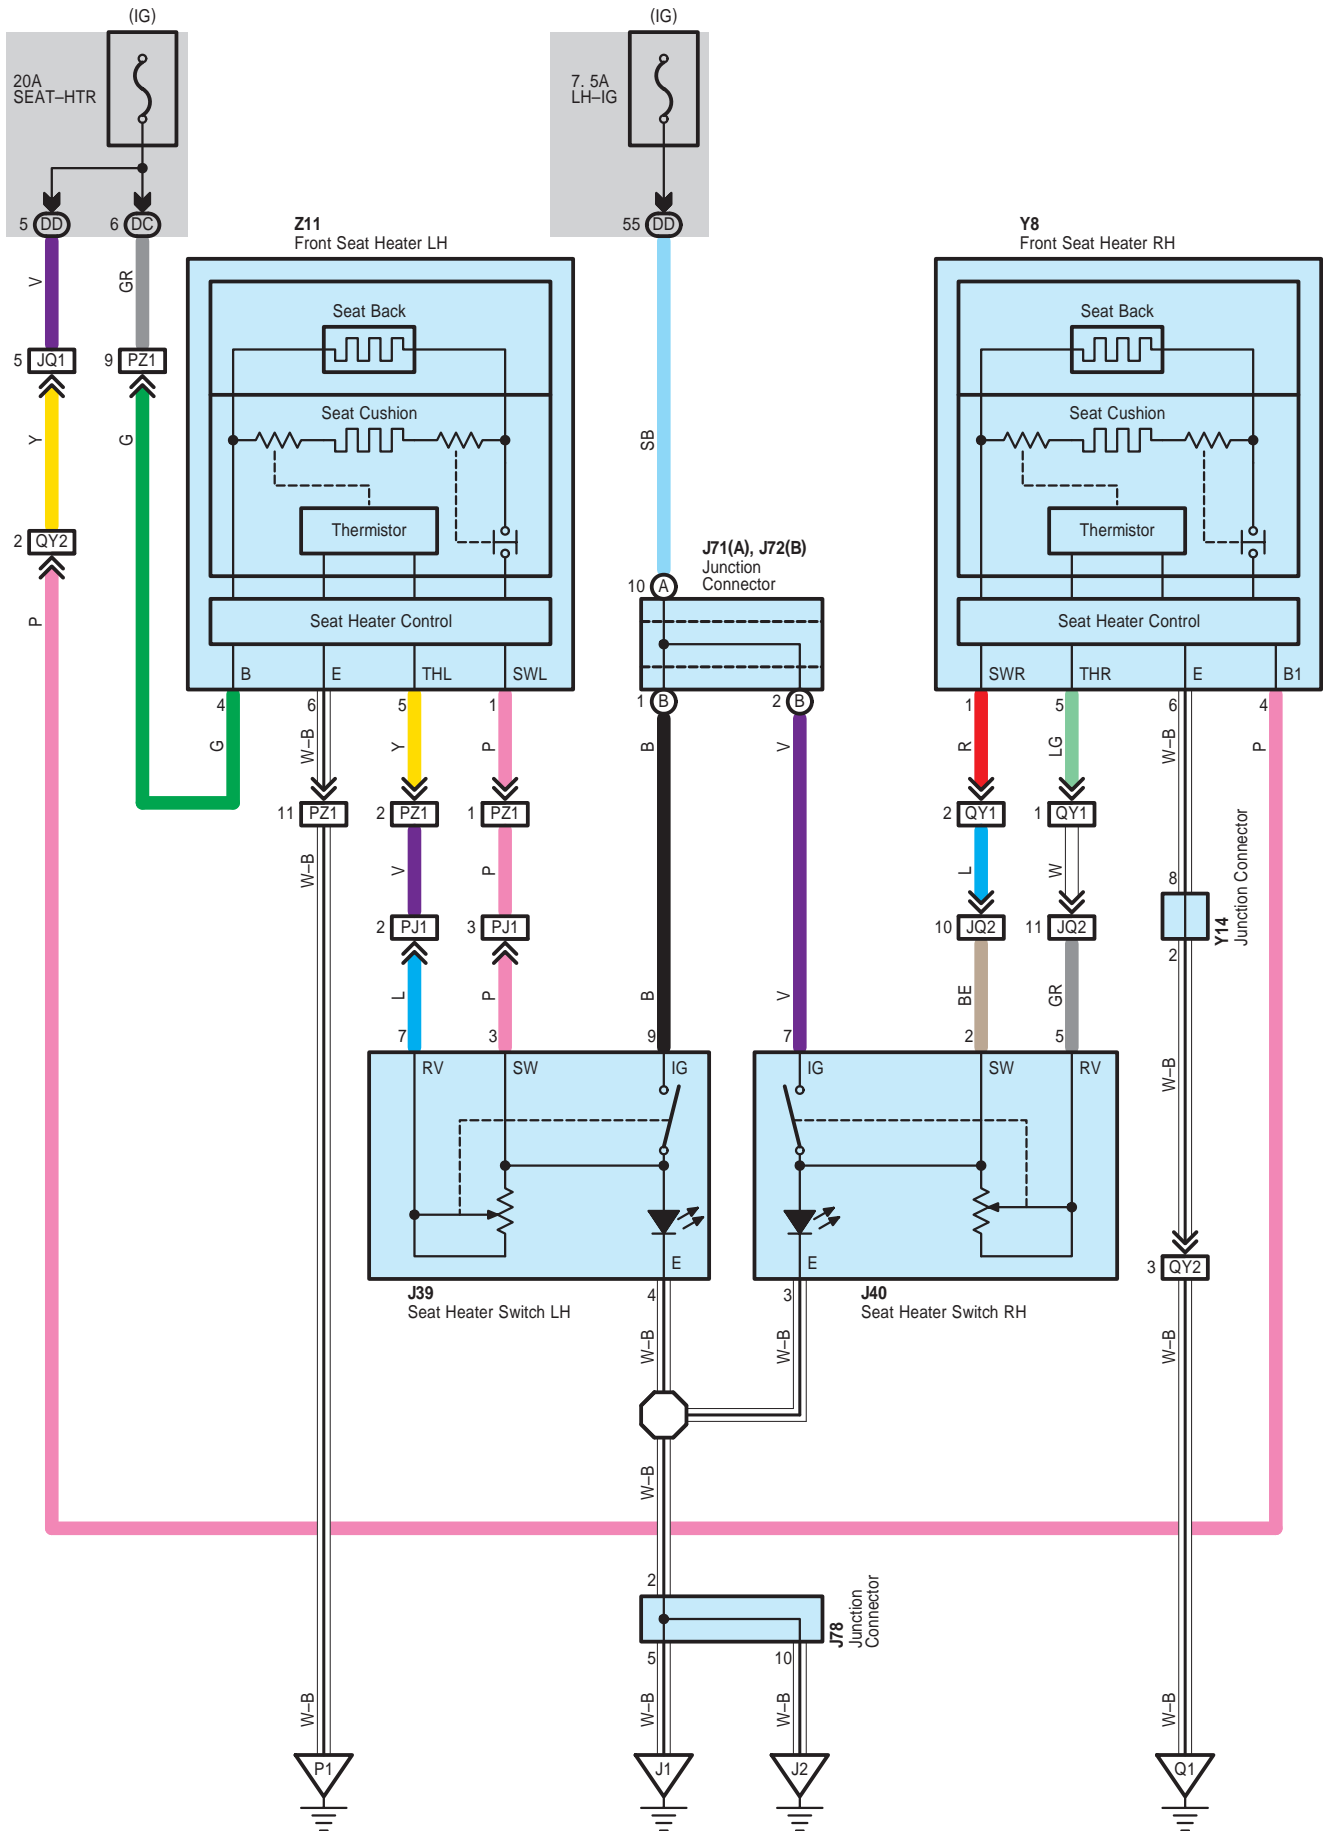 (IG)
20A
SEAT–HTR
5 DD
6 DC
(IG)
7. 5A
LH–IG
55 DD
V
GR
5 JQ1
9 PZ1
Y
G
2 QY2
P
Z11
Front Seat Heater LH
Seat Back
Seat Cushion
Thermistor
Seat Heater Control
B
E
THL
SWL
4
6
5
1
G
W–B
Y
P
11 PZ1
2 PZ1
1 PZ1
W–B
V
P
2 PJ1
3 PJ1
L
P
7
3
SB
J71(A), J72(B)
Junction
Connector
10 A
1 B
2 B
B
V
B
V
9
7
Y8
Front Seat Heater RH
Seat Back
Seat Cushion
Thermistor
Seat Heater Control
SWR
THR
E
B1
1
5
6
4
R
LG
W–B
P
2 QY1
1 QY1
L
W
8
Y14
Junction Connector
2
10 JQ2
11 JQ2
BE
GR
2
5
W–B
RV
SW
IG
E
J39
Seat Heater Switch LH
4
IG
SW
RV
E
3
J40
Seat Heater Switch RH
3 QY2
W–B
W–B
W–B
W–B
2
J78
Junction
Connector
5
10
W–B
W–B
W–B
W–B
P1
J1
J2
Q1